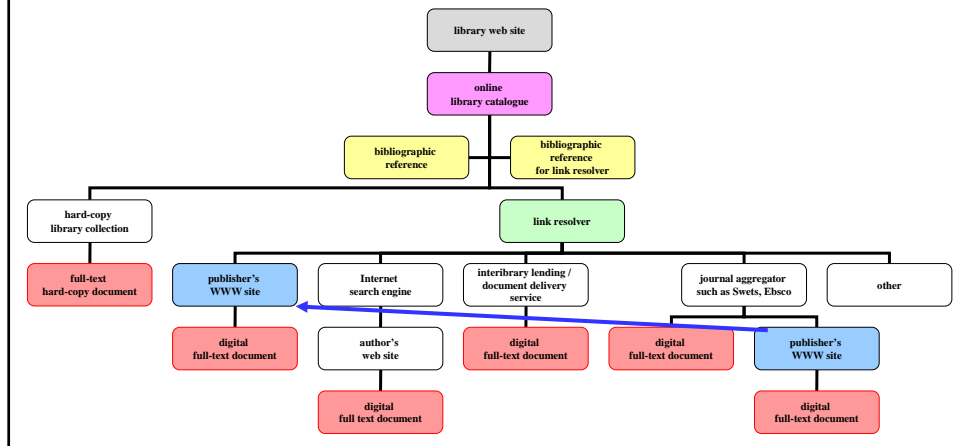 library web site
online
library catalogue
bibliographic
reference
bibliographic
reference
for link resolver
hard-copy
library collection
link resolver
full-text
hard-copy document
publisher's
WWW site
Internet
search engine
interibrary lending /
document delivery
service
journal aggregator
such as Swets, Ebsco
other
digital
full-text document
author's
web site
digital
full-text document
digital
full-text document
publisher's
WWW site
digital
full text document
digital
full-text document